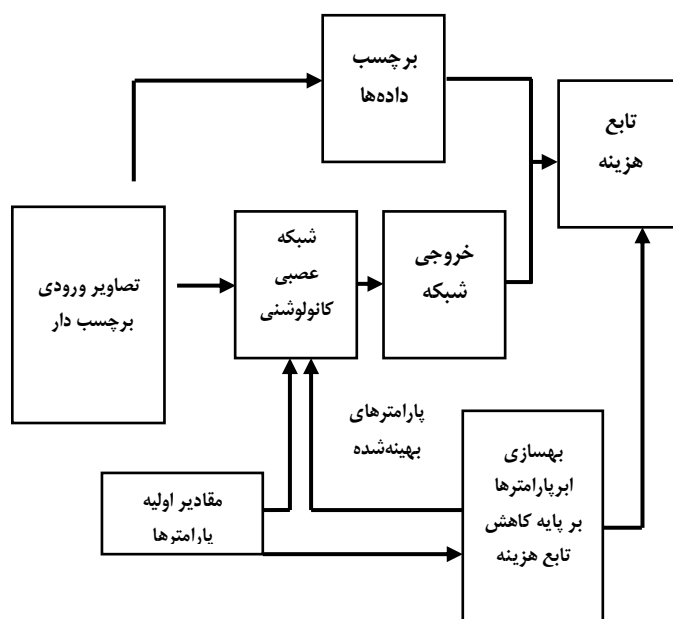 برچسب
داده‌ها
تابع
هزینه
تصاویر ورودی
برچسب دار
شبکه
عصبی
کانولوشنی
خروجی
شبکه
پارامترهای
بهینه‌شده
مقادیر اولیه
پارامترها
بهسازی
ابرپارامترها
بر پایه کاهش
تابع هزینه